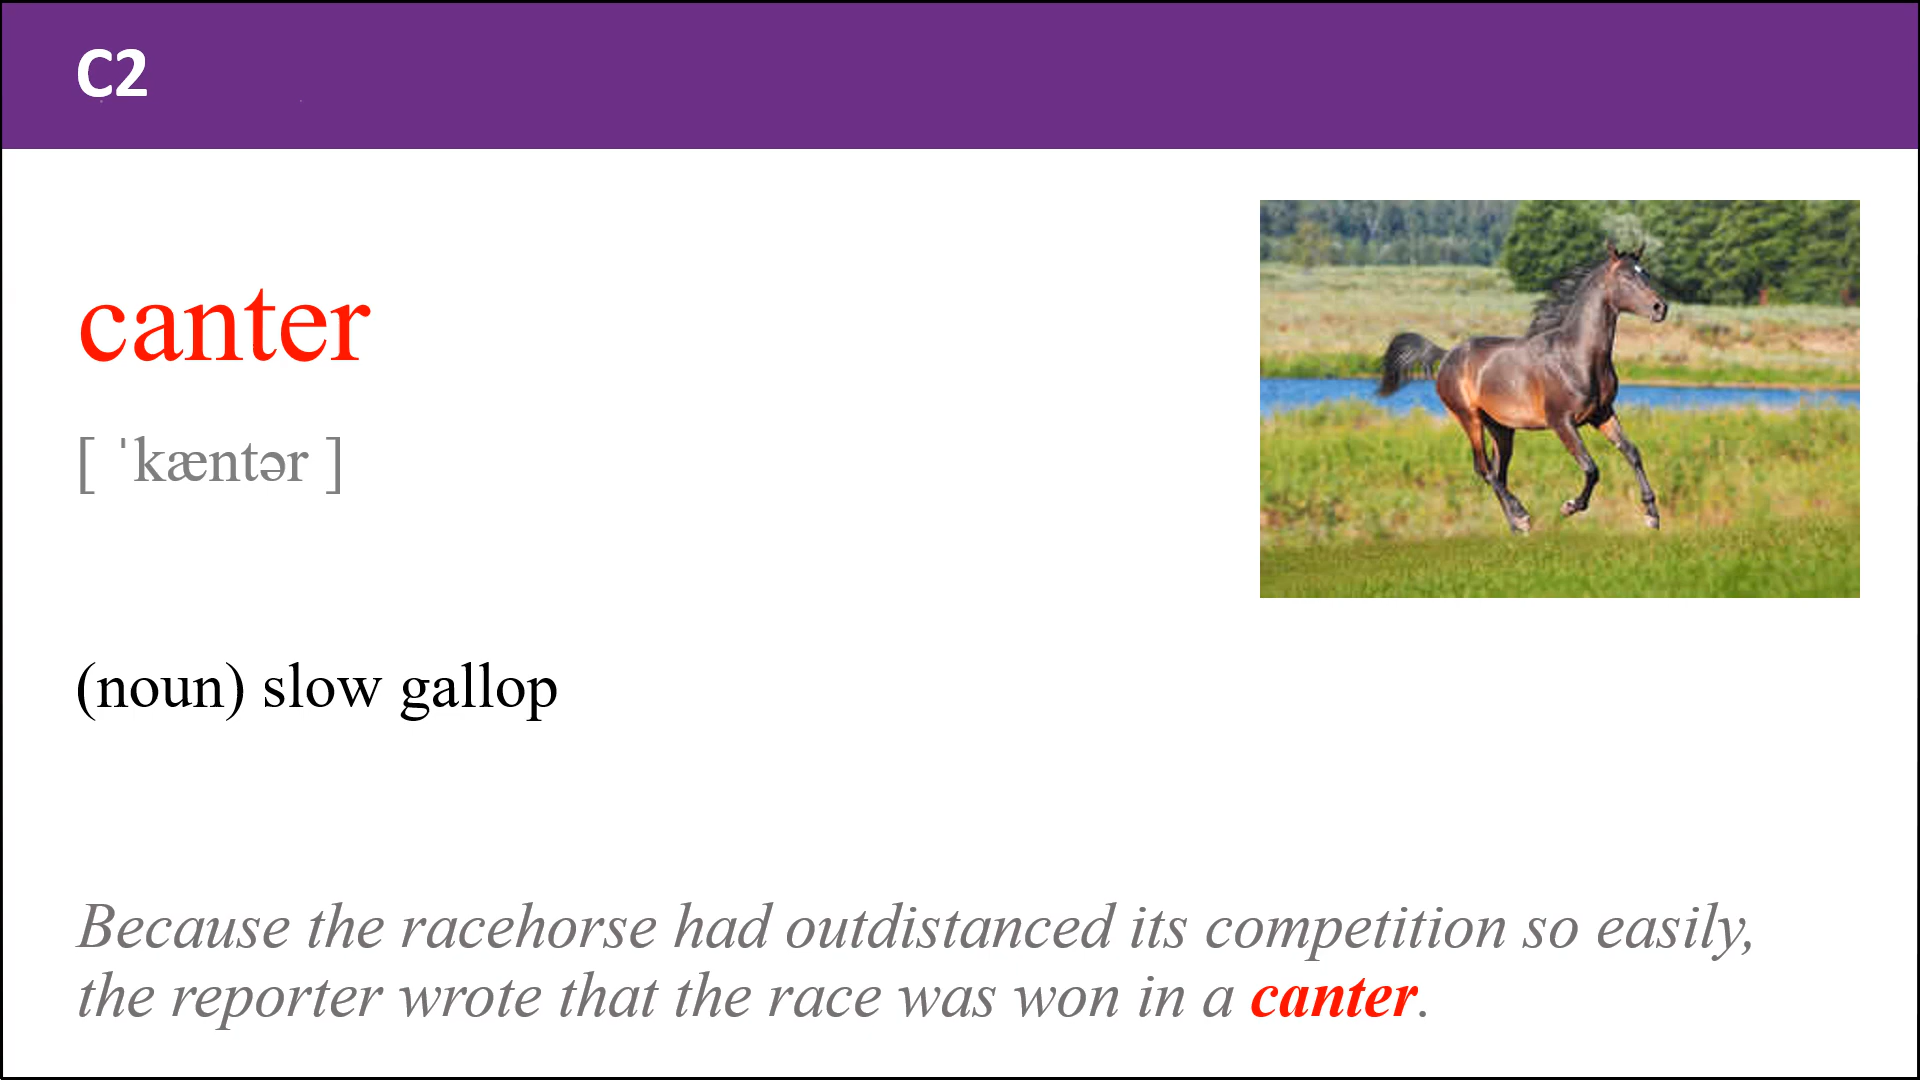 C2
canter
[ ˈkæntər ]
(noun) slow gallop
Because the racehorse had outdistanced its competition so easily,
the reporter wrote that the race was won in a canter.